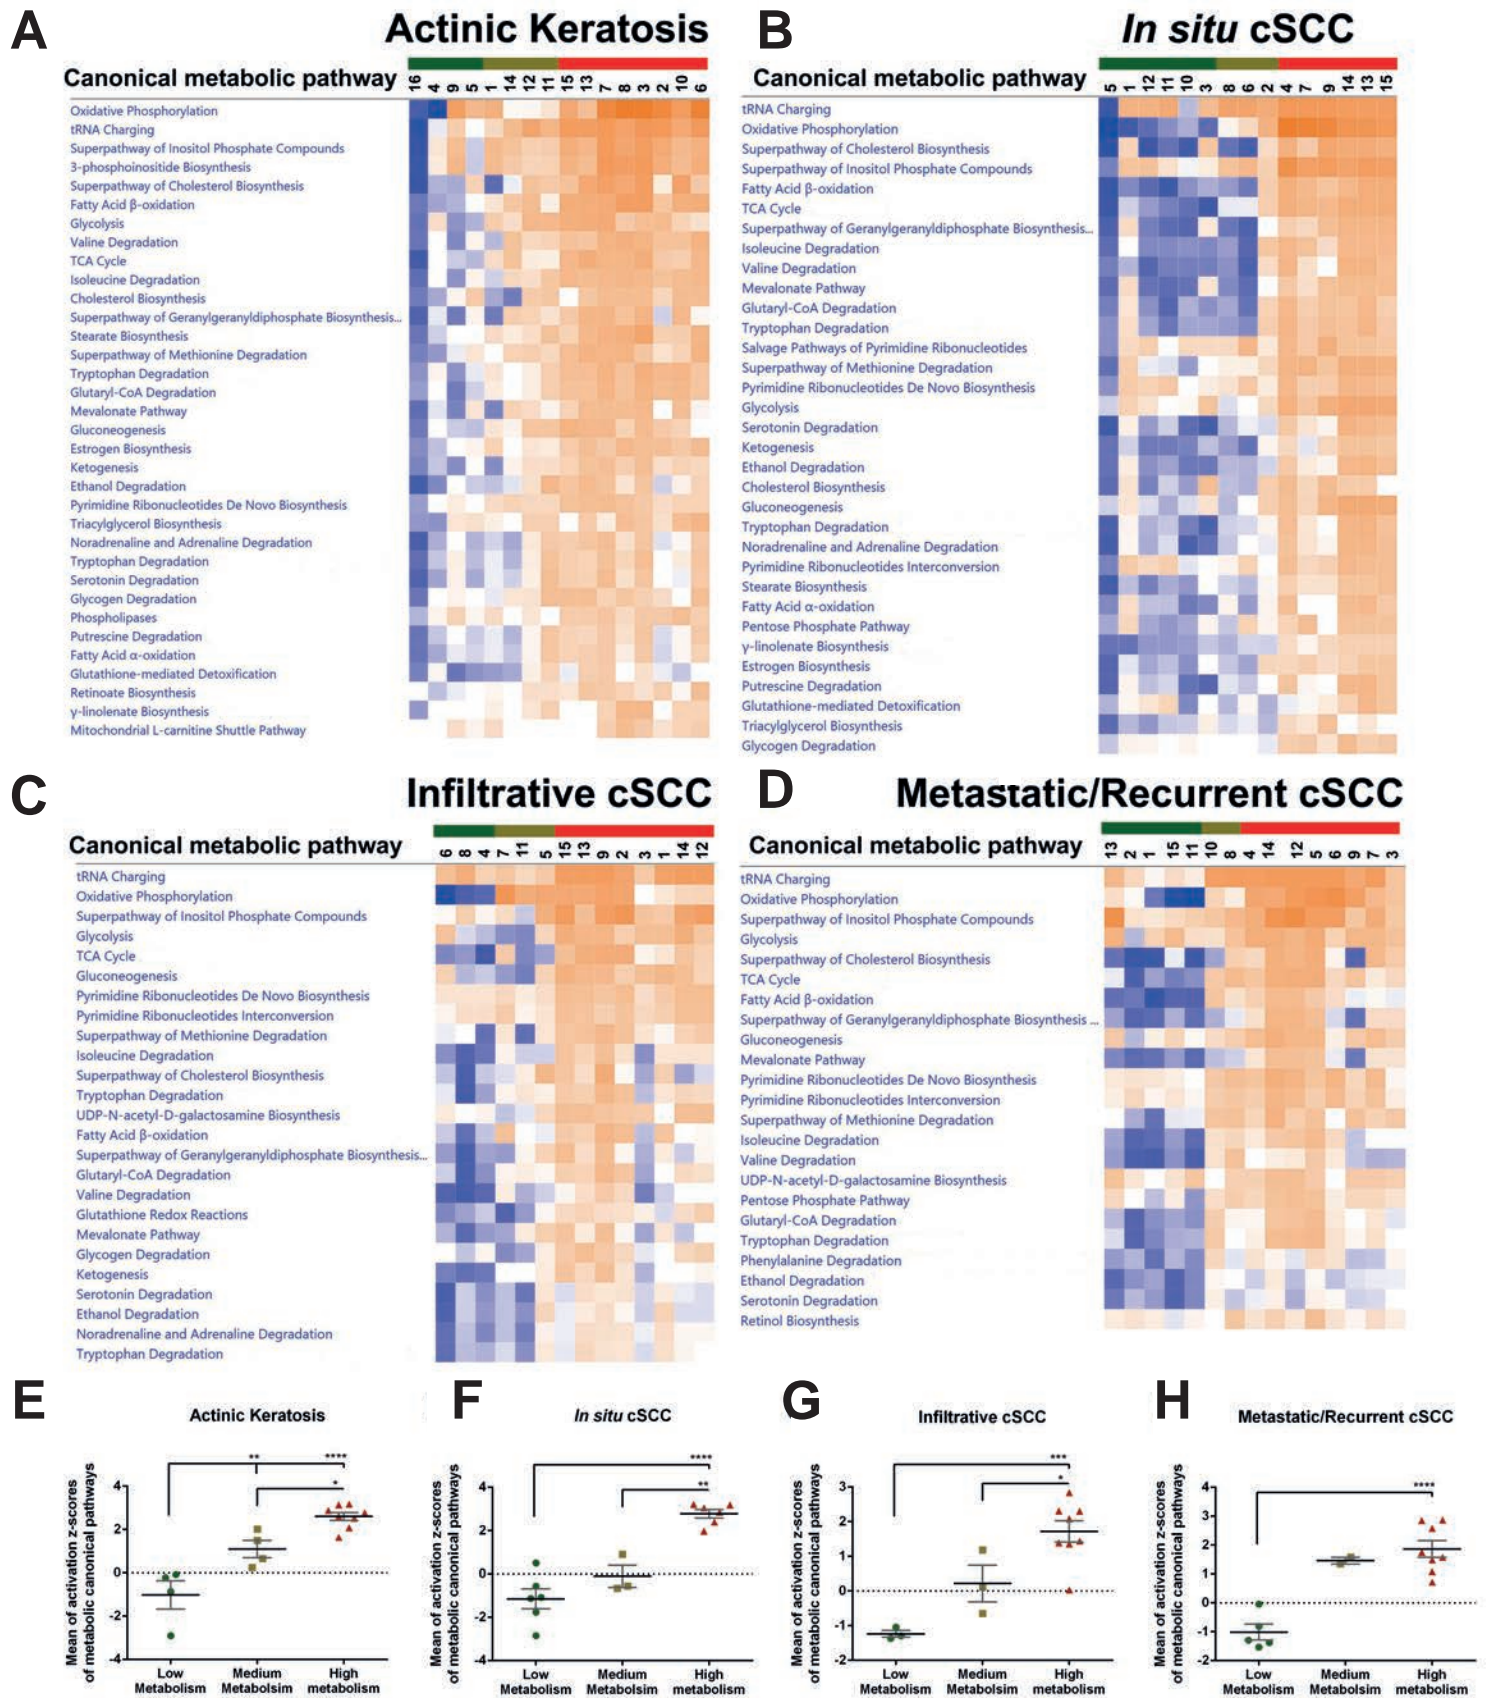 A
Actinic Keratosis
Canonical metabolic pathway
16 4 9 5 1 14 12 11 15 13 7 8 3 2 10 6
Oxidative Phosphorylation
tRNA Charging
Superpathway of Inositol Phosphate Compounds
3-phosphoinositide Biosynthesis
Superpathway of Cholesterol Biosynthesis
Fatty Acid β-oxidation
Glycolysis
Valine Degradation
TCA Cycle
Isoleucine Degradation
Cholesterol Biosynthesis
Superpathway of Geranylgeranyldiphosphate Biosynthesis...
Stearate Biosynthesis
Superpathway of Methionine Degradation
Tryptophan Degradation
Glutaryl-CoA Degradation
Mevalonate Pathway
Gluconeogenesis
Estrogen Biosynthesis
Ketogenesis
Ethanol Degradation
Pyrimidine Ribonucleotides De Novo Biosynthesis
Triacylglycerol Biosynthesis
Noradrenaline and Adrenaline Degradation
Tryptophan Degradation
Serotonin Degradation
Glycogen Degradation
Phospholipases
Putrescine Degradation
Fatty Acid α-oxidation
Glutathione-mediated Detoxification
Retinoate Biosynthesis
γ-linolenate Biosynthesis
Mitochondrial L-carnitine Shuttle Pathway
B
In situ cSCC
Canonical metabolic pathway
5 1 12 11 10 3 8 6 2 4 7 9 14 13 15
tRNA Charging
Oxidative Phosphorylation
Superpathway of Cholesterol Biosynthesis
Superpathway of Inositol Phosphate Compounds
Fatty Acid β-oxidation
TCA Cycle
Superpathway of Geranylgeranyldiphosphate Biosynthesis...
Isoleucine Degradation
Valine Degradation
Mevalonate Pathway
Glutaryl-CoA Degradation
Tryptophan Degradation
Salvage Pathways of Pyrimidine Ribonucleotides
Superpathway of Methionine Degradation
Pyrimidine Ribonucleotides De Novo Biosynthesis
Glycolysis
Serotonin Degradation
Ketogenesis
Ethanol Degradation
Cholesterol Biosynthesis
Gluconeogenesis
Tryptophan Degradation
Noradrenaline and Adrenaline Degradation
Pyrimidine Ribonucleotides Interconversion
Stearate Biosynthesis
Fatty Acid α-oxidation
Pentose Phosphate Pathway
γ-linolenate Biosynthesis
Estrogen Biosynthesis
Putrescine Degradation
Glutathione-mediated Detoxification
Triacylglycerol Biosynthesis
Glycogen Degradation
C
Infiltrative cSCC
Canonical metabolic pathway
6 8 4 7 11 5 15 13 9 2 3 1 14 12
tRNA Charging
Oxidative Phosphorylation
Superpathway of Inositol Phosphate Compounds
Glycolysis
TCA Cycle
Gluconeogenesis
Pyrimidine Ribonucleotides De Novo Biosynthesis
Pyrimidine Ribonucleotides Interconversion
Superpathway of Methionine Degradation
Isoleucine Degradation
Superpathway of Cholesterol Biosynthesis
Tryptophan Degradation
UDP-N-acetyl-D-galactosamine Biosynthesis
Fatty Acid β-oxidation
Superpathway of Geranylgeranyldiphosphate Biosynthesis...
Glutaryl-CoA Degradation
Valine Degradation
Glutathione Redox Reactions
Mevalonate Pathway
Glycogen Degradation
Ketogenesis
Serotonin Degradation
Ethanol Degradation
Noradrenaline and Adrenaline Degradation
Tryptophan Degradation
D
Metastatic/Recurrent cSCC
Canonical metabolic pathway
13 2 1 15 11 10 8 4 14 12 5 6 9 7 3
tRNA Charging
Oxidative Phosphorylation
Superpathway of Inositol Phosphate Compounds
Glycolysis
Superpathway of Cholesterol Biosynthesis
TCA Cycle
Fatty Acid β-oxidation
Superpathway of Geranylgeranyldiphosphate Biosynthesis ...
Gluconeogenesis
Mevalonate Pathway
Pyrimidine Ribonucleotides De Novo Biosynthesis
Pyrimidine Ribonucleotides Interconversion
Superpathway of Methionine Degradation
Isoleucine Degradation
Valine Degradation
UDP-N-acetyl-D-galactosamine Biosynthesis
Pentose Phosphate Pathway
Glutaryl-CoA Degradation
Tryptophan Degradation
Phenylalanine Degradation
Ethanol Degradation
Serotonin Degradation
Retinol Biosynthesis
E
Actinic Keratosis
Mean of activation z-scores
of metabolic canonical pathways
** ****
*
4
2
0
-2
-4
Low
Metabolism
Medium
Metabolsim
High
metabolism
F
In situ cSCC
Mean of activation z-scores
of metabolic canonical pathways
****
**
4
2
0
-2
-4
Low
Metabolism
Medium
Metabolsim
High
metabolism
G
Infiltrative cSCC
Mean of activation z-scores
of metabolic canonical pathways
***
*
3
2
1
0
-1
-2
Low
Metabolism
Medium
Metabolsim
High
metabolism
H
Metastatic/Recurrent cSCC
Mean of activation z-scores
of metabolic canonical pathways
****
4
3
2
1
0
-1
-2
Low
Metabolism
Medium
Metabolsim
High
metabolism